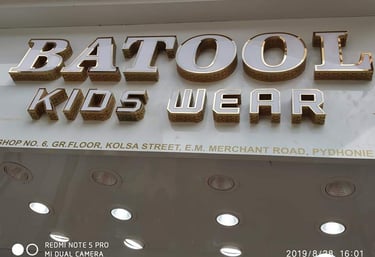 BATOOL
KIDS WEAR
SHOP NO. 6, GR.FLOOR, KOLSA STREET, E.M. MERCHANT ROAD, PYDHONIE
REDMI NOTE 5 PRO
MI DUAL CAMERA
2019/8/28 16:01